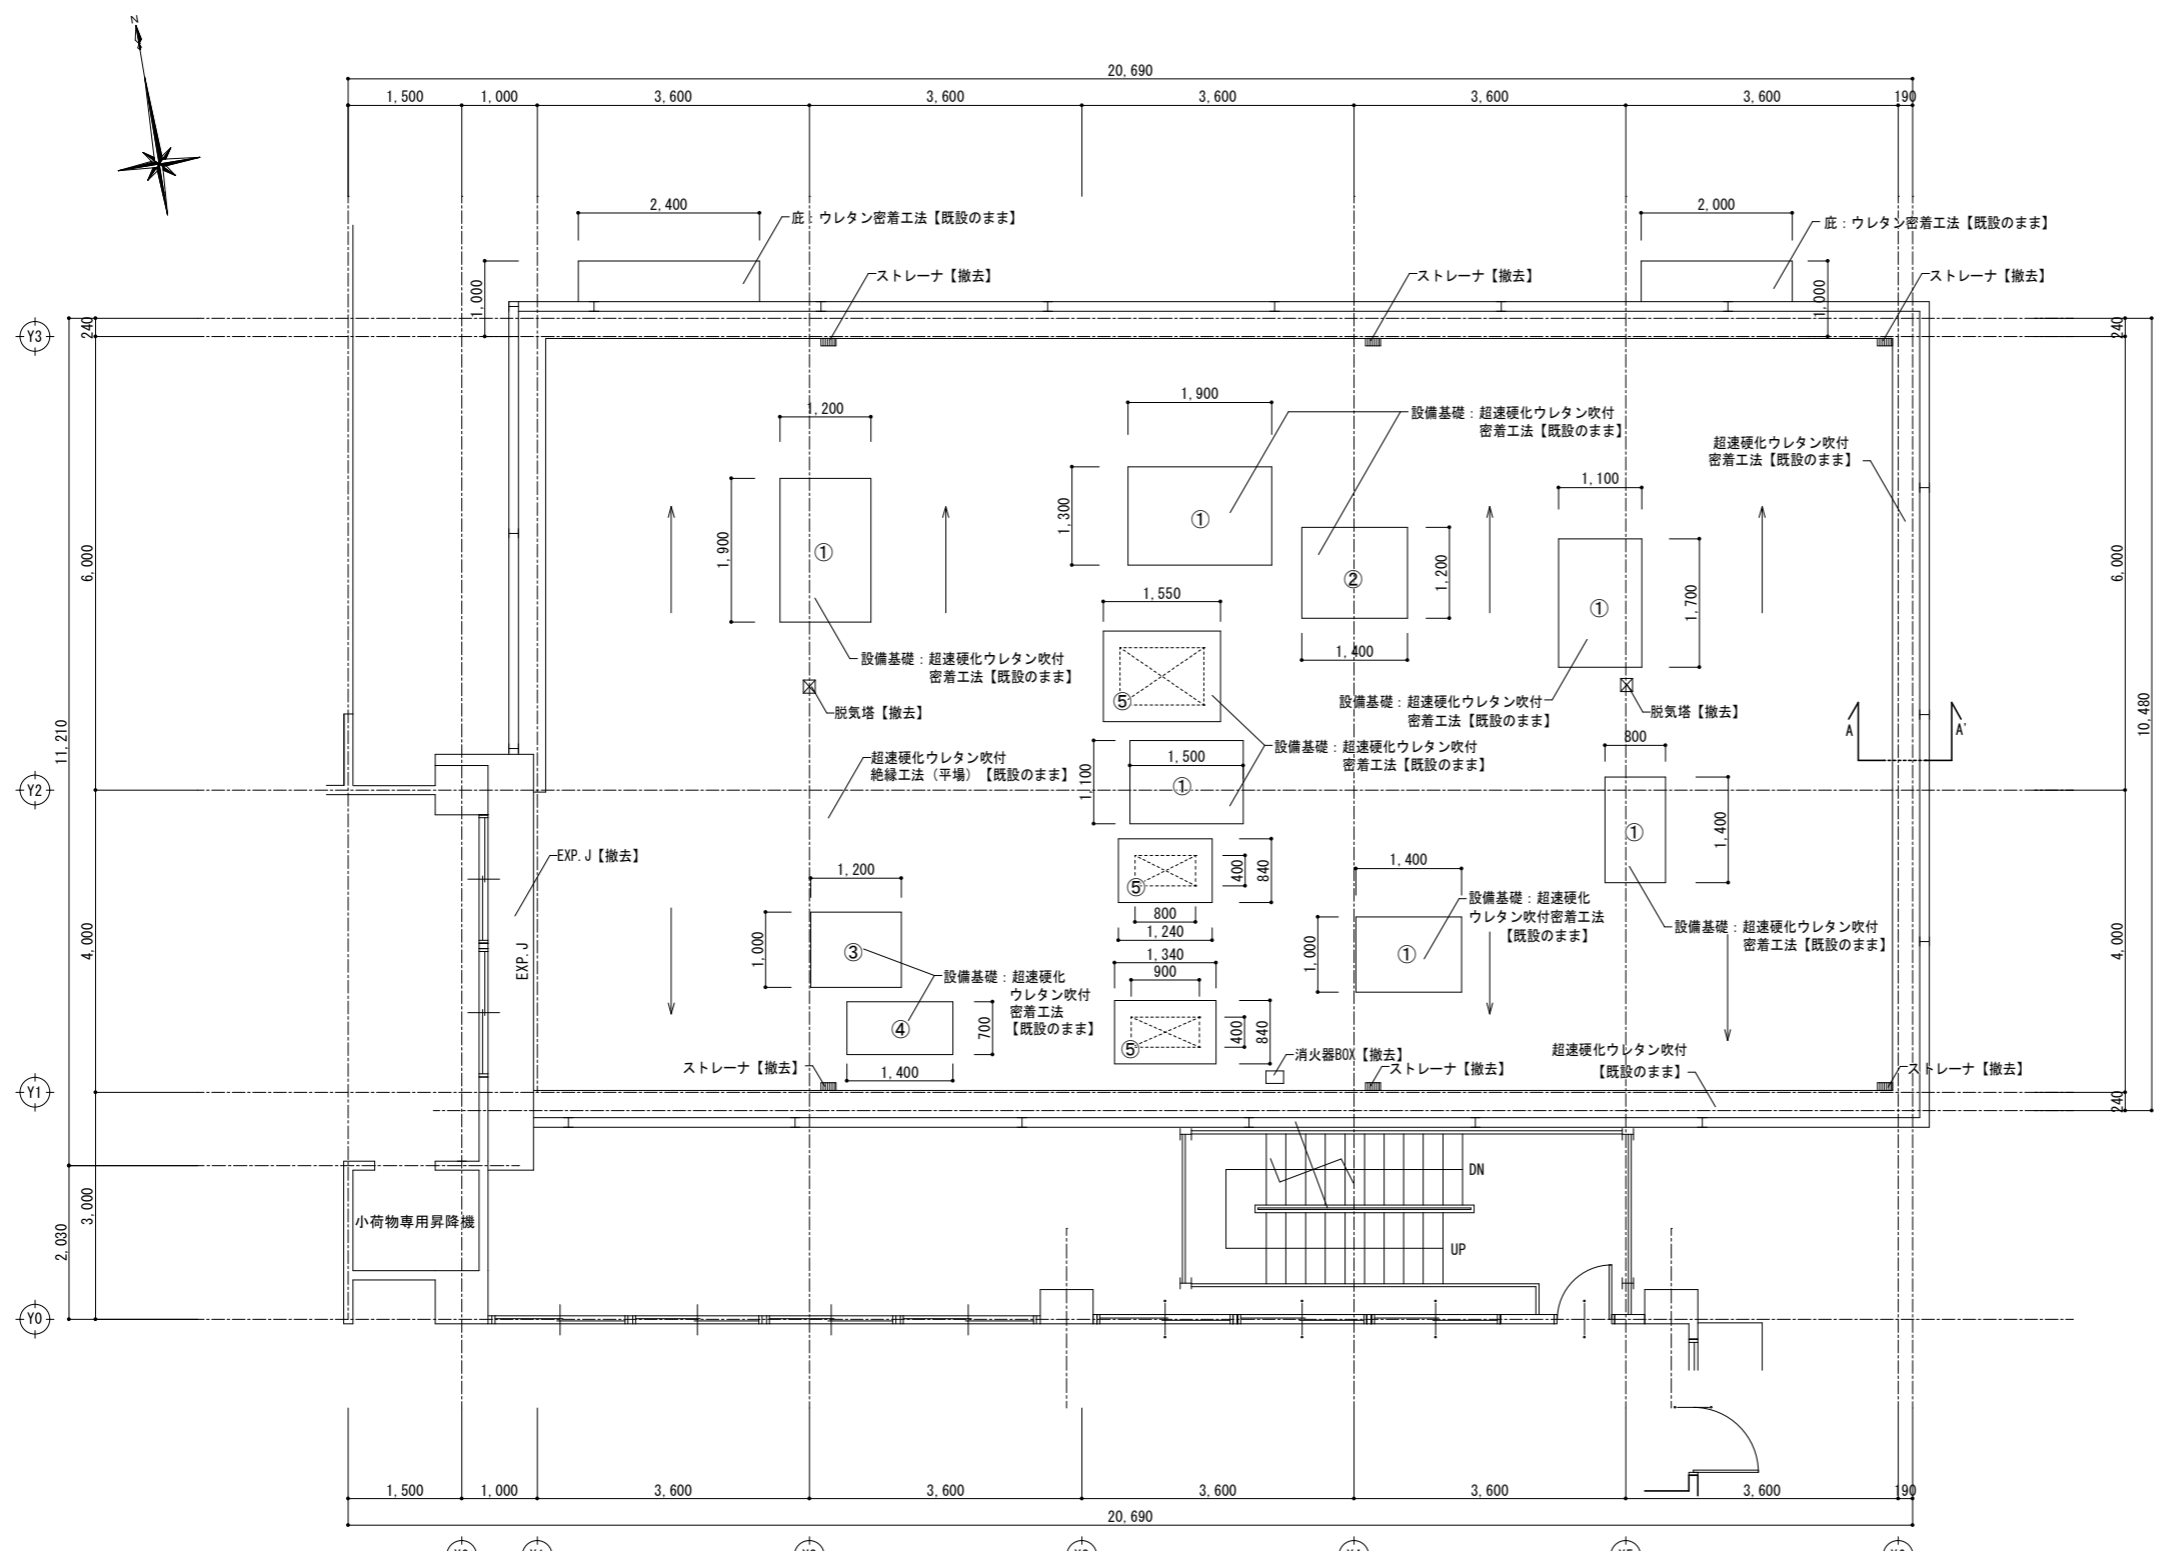 N
20,690
1,500
1,000
3,600
3,600
3,600
3,600
3,600
190
2,400
庇：ウレタン密着工法【既設のまま】
2,000
庇：ウレタン密着工法【既設のまま】
1,000
ストレーナ【撤去】
ストレーナ【撤去】
ストレーナ【撤去】
1,000
Y3
240
240
1,200
1,900
設備基礎：超速硬化ウレタン吹付
密着工法【既設のまま】
超速硬化ウレタン吹付
密着工法【既設のまま】
1,900
①
1,300
①
②
1,200
1,400
1,100
①
1,700
6,000
6,000
1,550
⑤
設備基礎：超速硬化ウレタン吹付
密着工法【既設のまま】
脱気塔【撤去】
設備基礎：超速硬化ウレタン吹付
密着工法【既設のまま】
脱気塔【撤去】
A
A'
11,210
10,480
超速硬化ウレタン吹付
絶縁工法（平場）【既設のまま】
設備基礎：超速硬化ウレタン吹付
密着工法【既設のまま】
1,100
1,500
①
800
①
1,400
Y2
EXP.J【撤去】
EXP.J
⑤
400
840
800
1,240
1,200
1,000
③
設備基礎：超速硬化
ウレタン吹付
密着工法
【既設のまま】
④
700
1,400
1,340
900
⑤
400
840
1,400
1,000
①
設備基礎：超速硬化
ウレタン吹付密着工法
【既設のまま】
設備基礎：超速硬化ウレタン吹付
密着工法【既設のまま】
4,000
4,000
ストレーナ【撤去】
消火器BOX【撤去】
ストレーナ【撤去】
超速硬化ウレタン吹付
【既設のまま】
ストレーナ【撤去】
Y1
240
DN
UP
小荷物専用昇降機
3,000
2,030
Y0
1,500
1,000
3,600
3,600
3,600
3,600
3,600
190
20,690